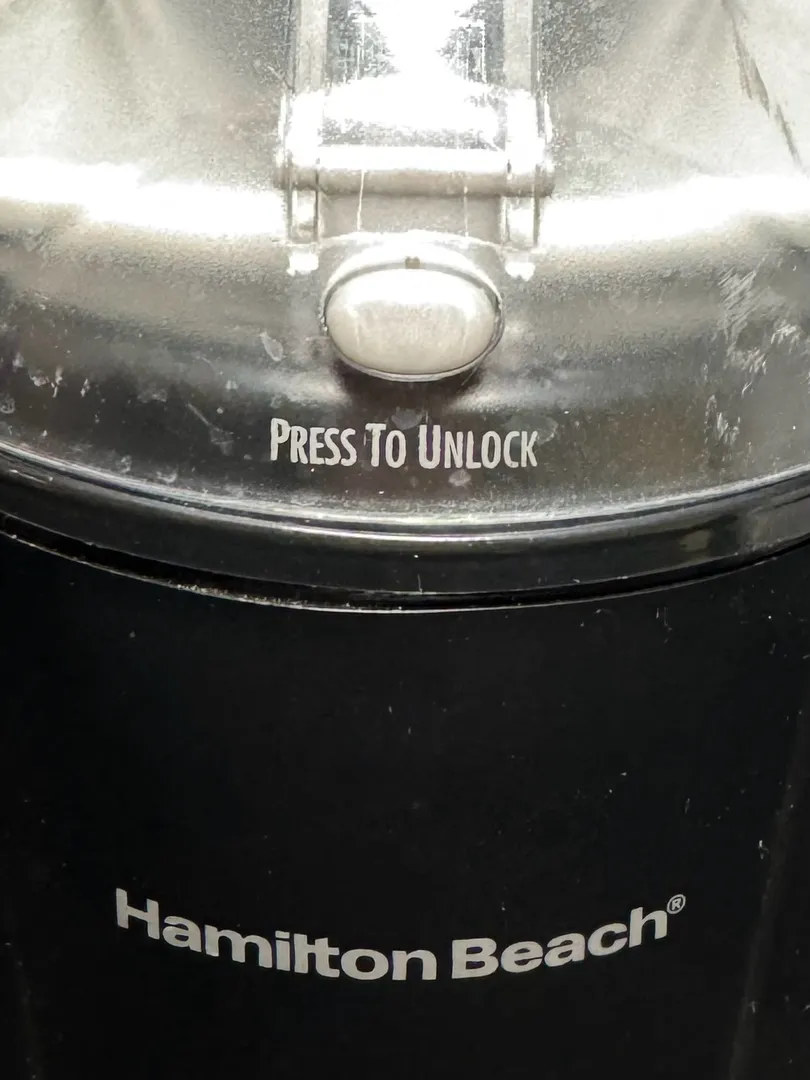 PRESS TO UNLOCK
Hamilton Beach®